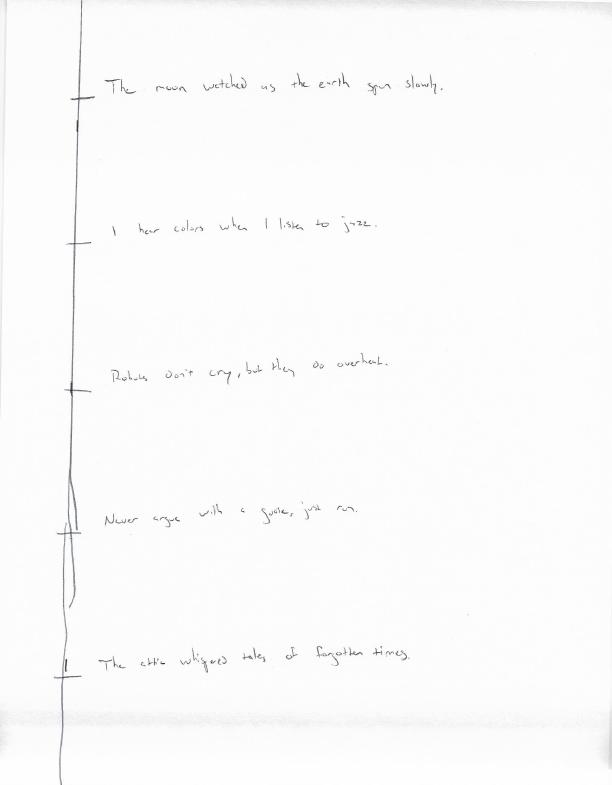 The moon watched as the earth spun slowly.
I hear colors when I listen to jazz.
Robots don't cry, but they do overheat.
Never argue with a goose, just run.
The attic whispered tales of forgotten times.